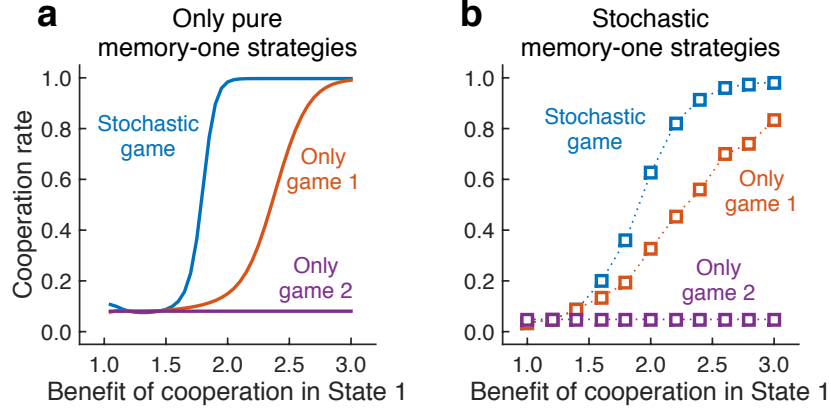 a
Only pure
memory-one strategies
Cooperation rate
1.0
0.8
0.6
0.4
0.2
0.0
Stochastic
game
Only
game 1
Only
game 2
1.0 1.5 2.0 2.5 3.0
Benefit of cooperation in State 1
b
Stochastic
memory-one strategies
1.0
0.8
0.6
0.4
0.2
0.0
Stochastic
game
Only
game 1
Only
game 2
1.0 1.5 2.0 2.5 3.0
Benefit of cooperation in State 1